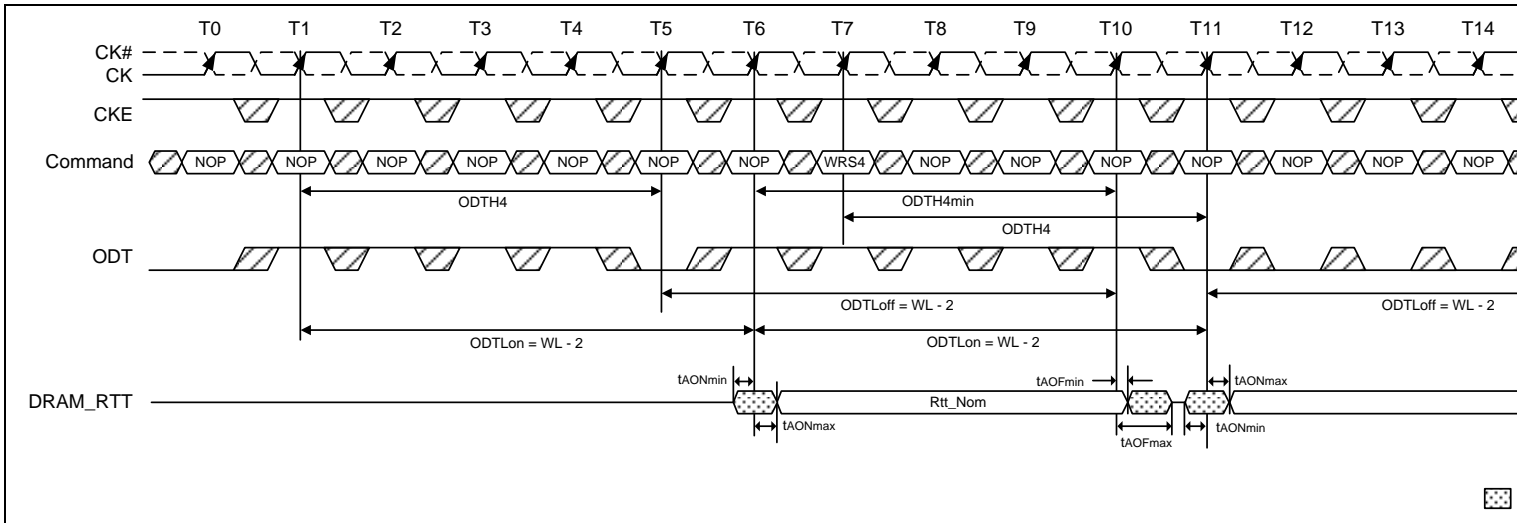 T0 T1 T2 T3 T4 T5 T6 T7 T8 T9 T10 T11 T12 T13 T14
CK#
CK
CKE
Command NOP NOP NOP NOP NOP NOP NOP WRS4 NOP NOP NOP NOP NOP NOP NOP
ODTH4 ODTH4min
ODTH4
ODT
ODTLoff = WL - 2 ODTLoff = WL - 2
ODTLon = WL - 2 ODTLon = WL - 2
tAONmin tAOFmin tAONmax
DRAM_RTT Rtt_Nom
tAONmax tAOFmax tAONmin